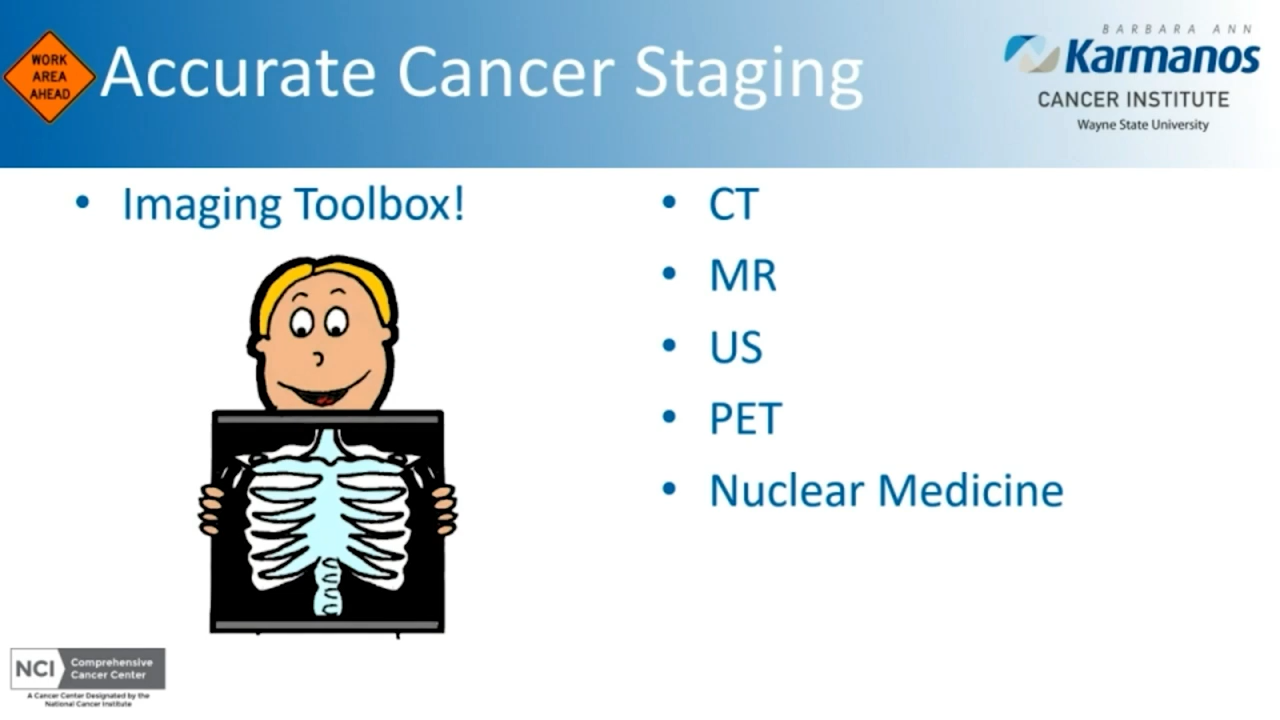 WORK
AREA
AHEAD
Accurate Cancer Staging
BARBARA ANN
Karmanos
CANCER INSTITUTE
Wayne State University
• Imaging Toolbox!
• CT
• MR
• US
• PET
• Nuclear Medicine
NCI
Comprehensive
Cancer Center
A Cancer Center Designated by the
National Cancer Institute